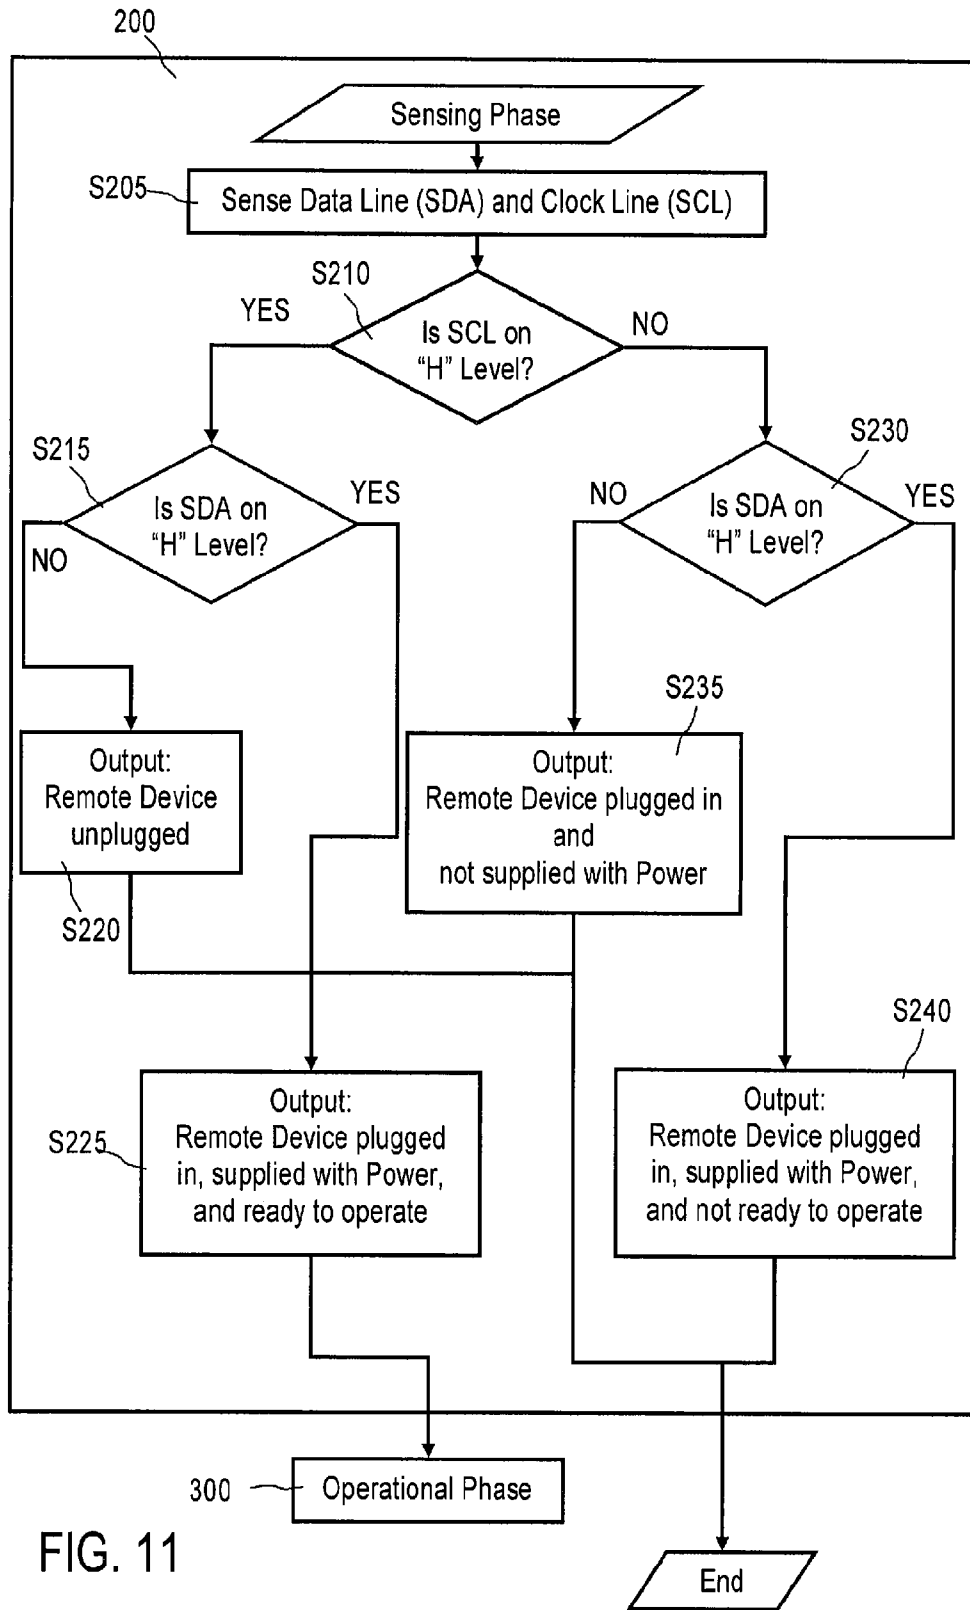 200
Sensing Phase
S205
Sense Data Line (SDA) and Clock Line (SCL)
S210
YES
NO
Is SCL on
"H" Level?
S215
S230
YES
NO
YES
Is SDA on
"H" Level?
Is SDA on
"H" Level?
NO
S235
Output:
Remote Device
unplugged
Output:
Remote Device plugged in
and
not supplied with Power
S220
S240
S225
Output:
Remote Device plugged
in, supplied with Power,
and ready to operate
Output:
Remote Device plugged
in, supplied with Power,
and not ready to operate
300
Operational Phase
FIG. 11
End